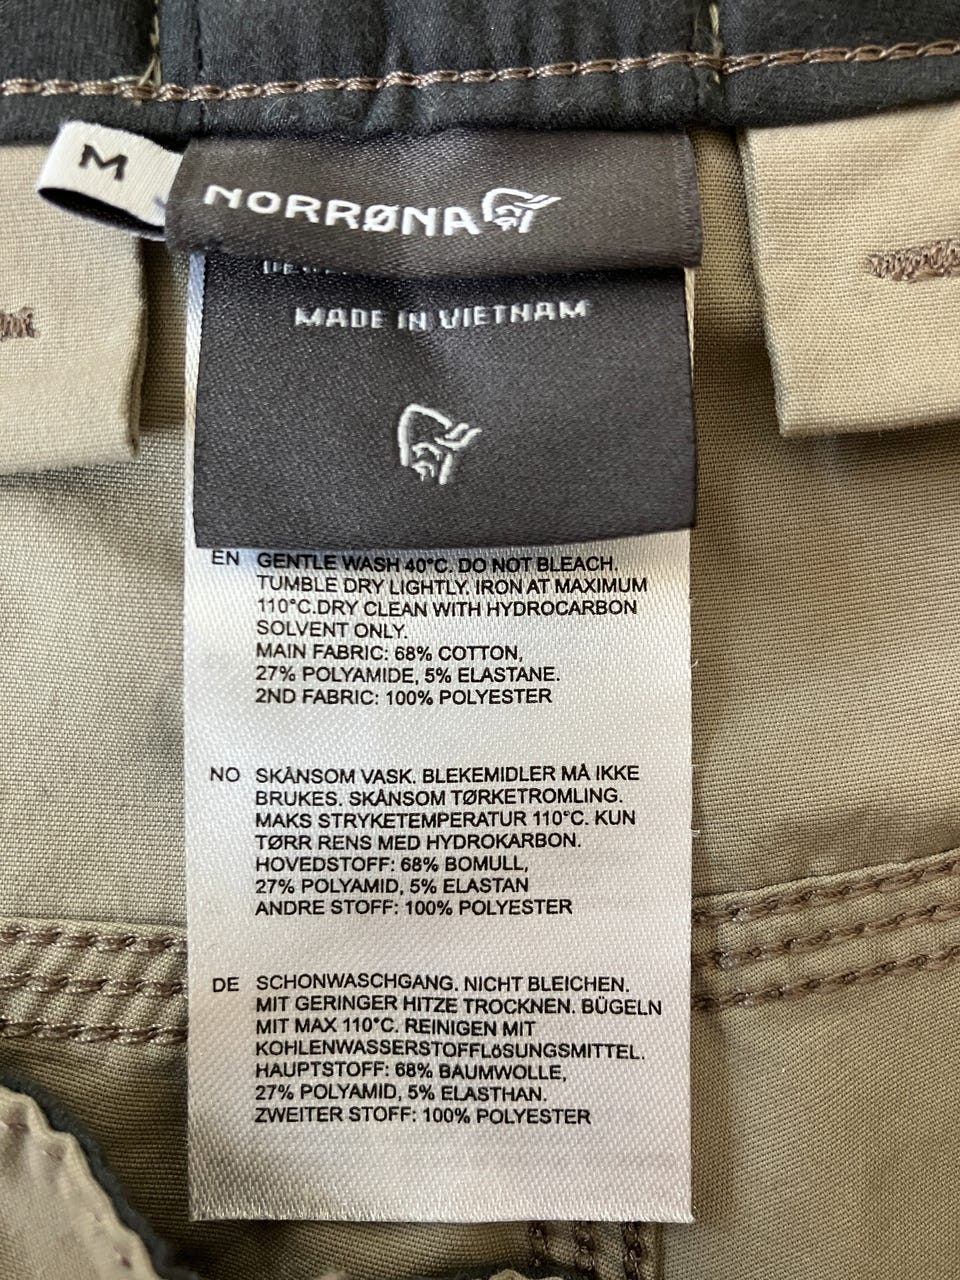 M
NORRØNA
MADE IN VIETNAM
EN GENTLE WASH 40°C. DO NOT BLEACH.
TUMBLE DRY LIGHTLY. IRON AT MAXIMUM
110°C.DRY CLEAN WITH HYDROCARBON
SOLVENT ONLY.
MAIN FABRIC: 68% COTTON,
27% POLYAMIDE, 5% ELASTANE.
2ND FABRIC: 100% POLYESTER
NO SKÅNSOM VASK. BLEKEMIDLER MÅ IKKE
BRUKES. SKÅNSOM TØRKETROMLING.
MAKS STRYKETEMPERATUR 110°C. KUN
TØRR RENS MED HYDROKARBON.
HOVEDSTOFF: 68% BOMULL,
27% POLYAMID, 5% ELASTAN
ANDRE STOFF: 100% POLYESTER
DE SCHONWASCHGANG. NICHT BLEICHEN.
MIT GERINGER HITZE TROCKNEN. BÜGELN
MIT MAX 110°C. REINIGEN MIT
KOHLENWASSERSTOFFLöSUNGSMITTEL.
HAUPTSTOFF: 68% BAUMWOLLE,
27% POLYAMID, 5% ELASTHAN.
ZWEITER STOFF: 100% POLYESTER